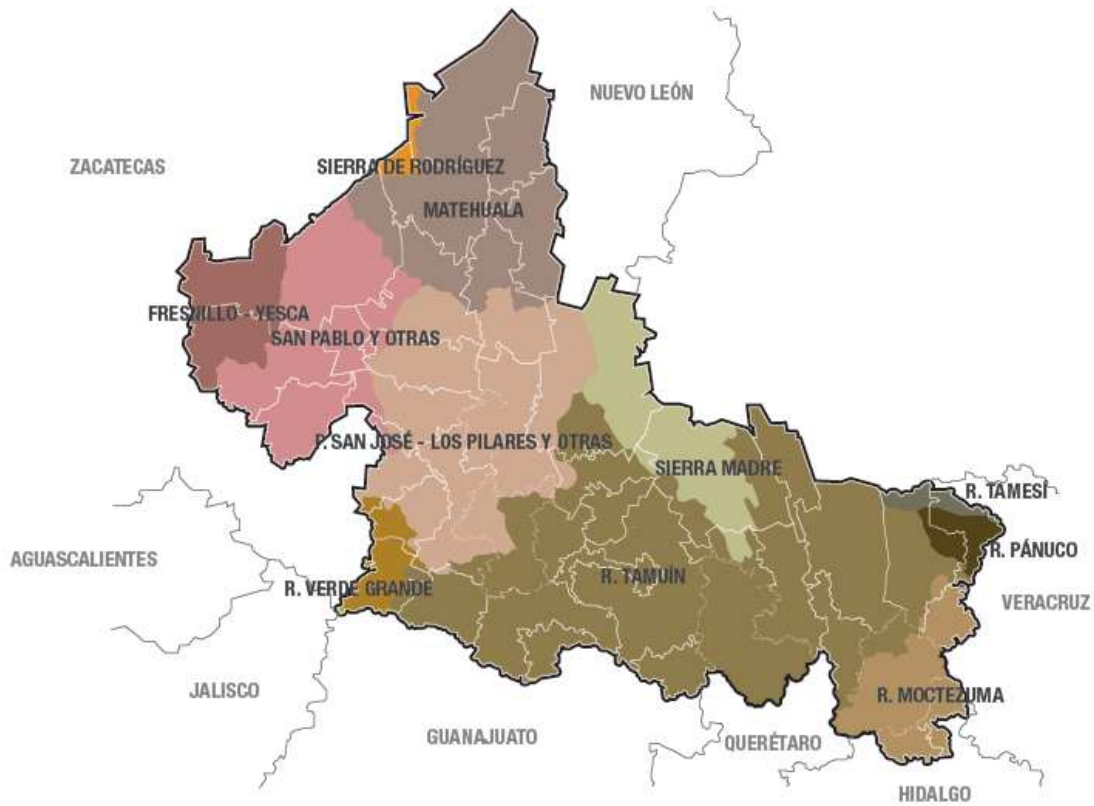 NUEVO LEÓN
ZACATECAS
SIERRA DE RODRÍGUEZ
MATEHUALA
FRESNILLO - YESCA
SAN PABLO Y OTRAS
P. SAN JOSÉ - LOS PILARES Y OTRAS
SIERRA MADRE
R. TAMESÍ
R. PÁNUCO
AGUASCALIENTES
R. VERDE GRANDE
R. TAMUÍN
VERACRUZ
JALISCO
R. MOCTEZUMA
GUANAJUATO
QUERÉTARO
HIDALGO